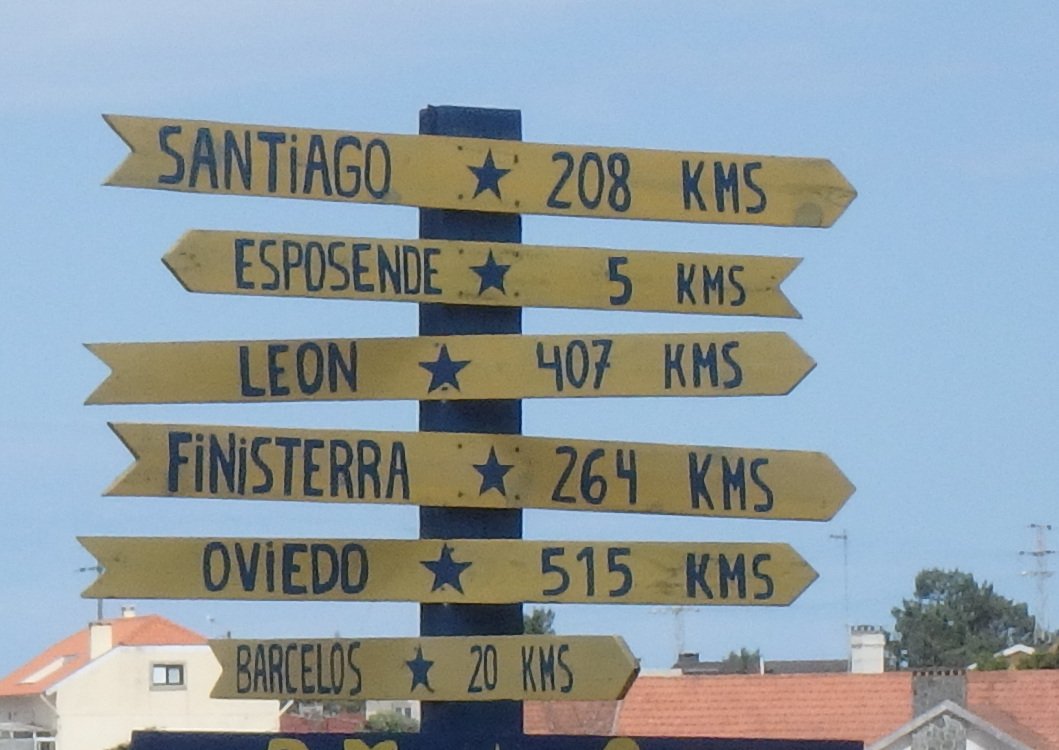 SANTiAGO ★ 208 KMS
ESPOSENDE ★ 5 KMS
LEON ★ 407 KMS
FiNiSTERRA ★ 264 KMS
OViEDO ★ 515 KMS
BARCELOS ★ 20 KMS